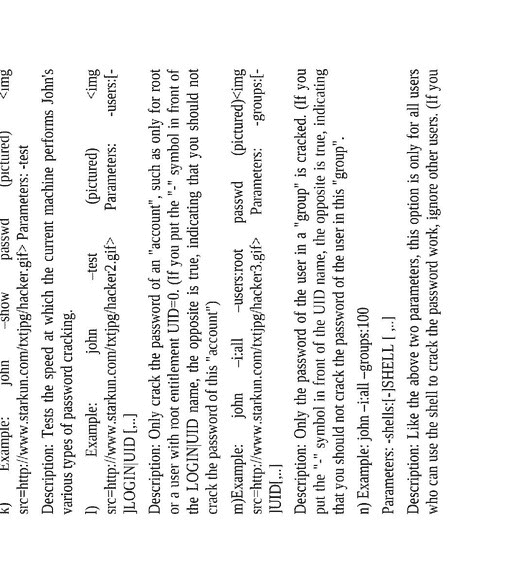 k) Example: john –show passwd (pictured) <img
src=http://www.starkun.com/txtjpg/hacker.gif> Parameters: -test
Description: Tests the speed at which the current machine performs John's
various types of password cracking.
l) Example: john –test (pictured) <img
src=http://www.starkun.com/txtjpg/hacker2.gif> Parameters: -users:[-
]LOGIN|UID [,..]
Description: Only crack the password of an "account", such as only for root
or a user with root entitlement UID=0. (If you put the "-" symbol in front of
the LOGIN|UID name, the opposite is true, indicating that you should not
crack the password of this "account")
m)Example: john –i:all –users:root passwd (pictured)<img
src=http://www.starkun.com/txtjpg/hacker3.gif> Parameters: -groups:[-
]UID[,..]
Description: Only the password of the user in a "group" is cracked. (If you
put the "-" symbol in front of the UID name, the opposite is true, indicating
that you should not crack the password of the user in this "group".
n) Example: john –i:all –groups:100
Parameters: -shells:[-]SHELL [ ,..]
Description: Like the above two parameters, this option is only for all users
who can use the shell to crack the password work, ignore other users. (If you